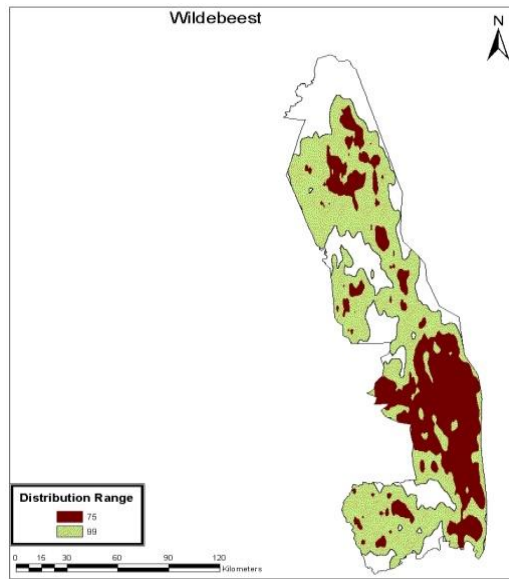 Wildebeest
N
Distribution Range
75
99
0 15 30 60 90 120
Kilometers